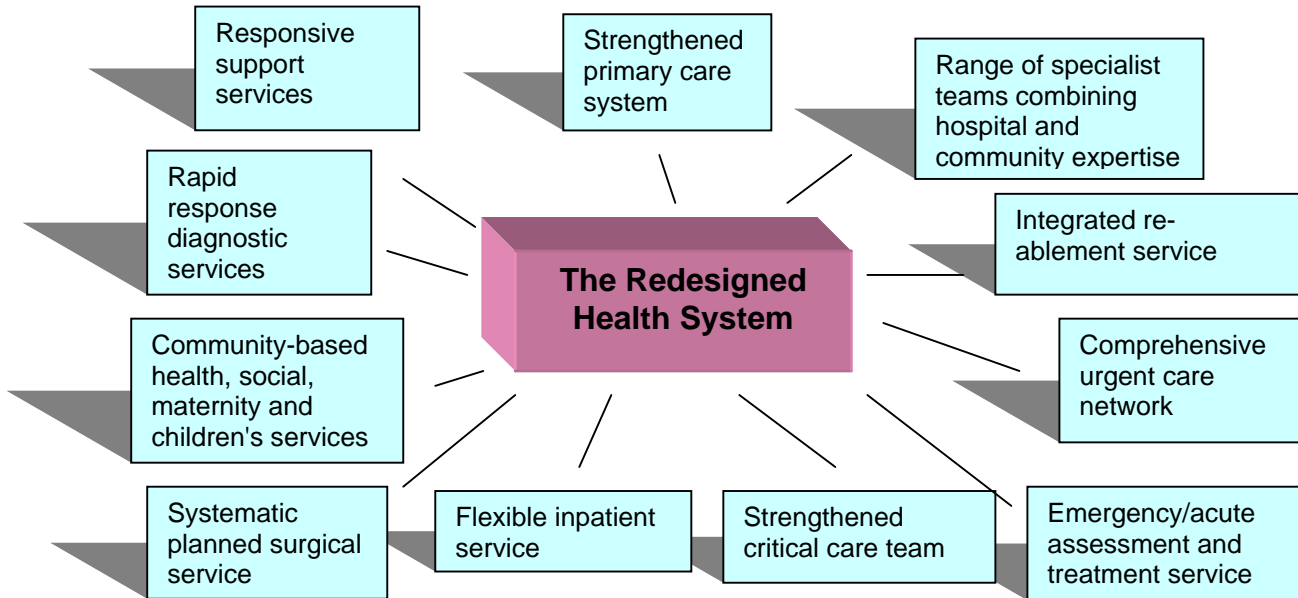 Responsive
support
services
Strengthened
primary care
system
Range of specialist
teams combining
hospital and
community expertise
Rapid
response
diagnostic
services
The Redesigned
Health System
Integrated re-
ablement service
Community-based
health, social,
maternity and
children's services
Comprehensive
urgent care
network
Systematic
planned surgical
service
Flexible inpatient
service
Strengthened
critical care team
Emergency/acute
assessment and
treatment service